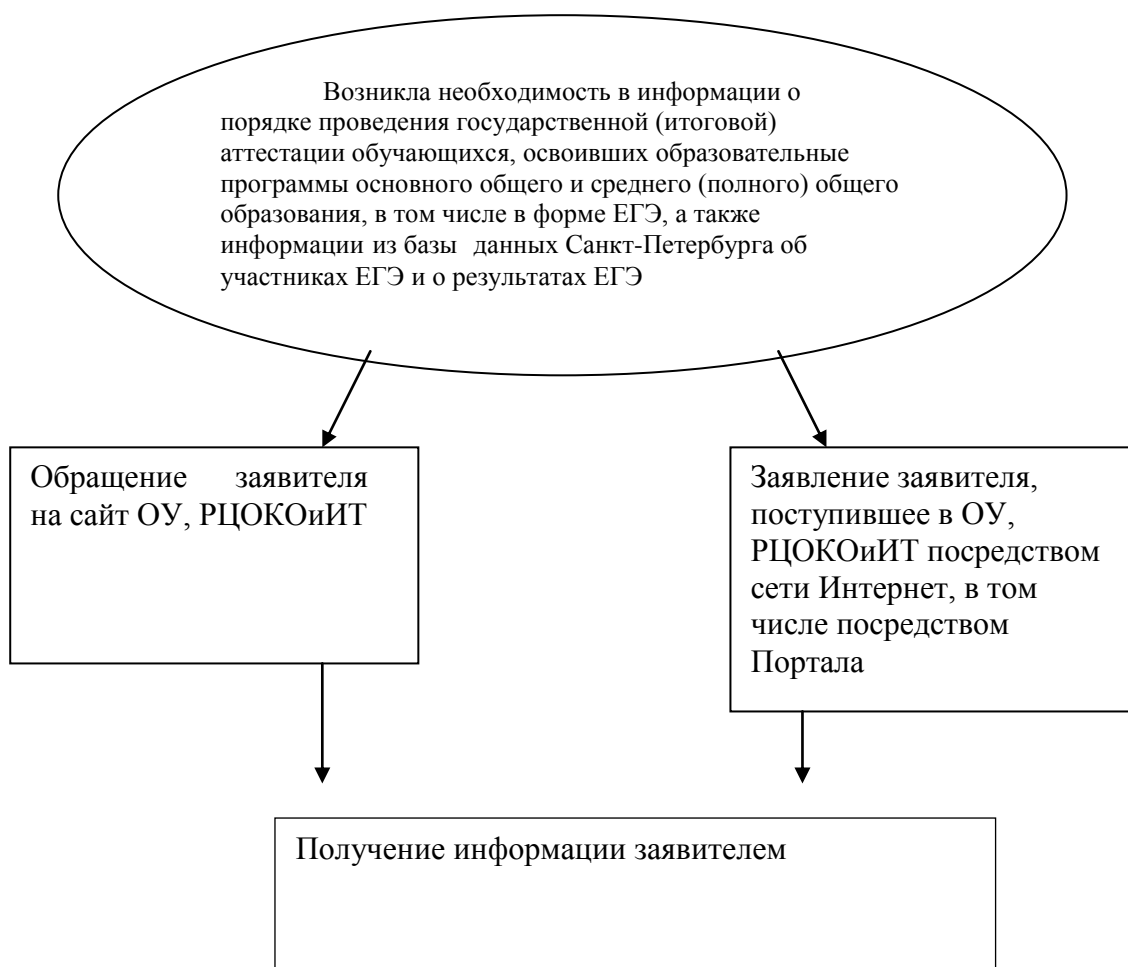 Возникла необходимость в информации о
порядке проведения государственной (итоговой)
аттестации обучающихся, освоивших образовательные
программы основного общего и среднего (полного) общего
образования, в том числе в форме ЕГЭ, а также
информации из базы данных Санкт-Петербурга об
участниках ЕГЭ и о результатах ЕГЭ
Обращение заявителя
на сайт ОУ, РЦОКОиИТ
Заявление заявителя,
поступившее в ОУ,
РЦОКОиИТ посредством
сети Интернет, в том
числе посредством
Портала
Получение информации заявителем